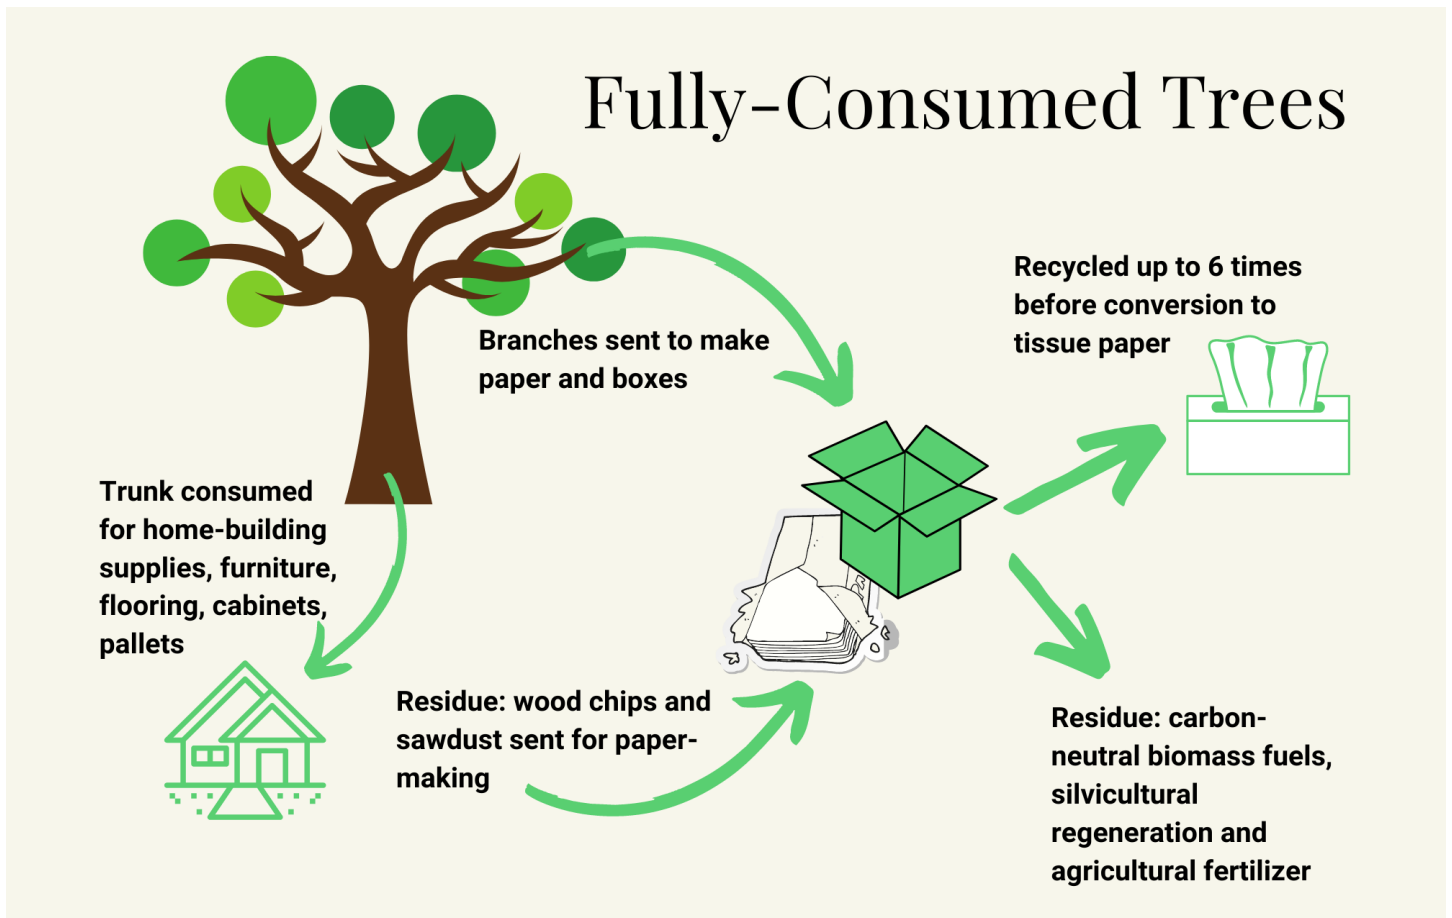 Fully-Consumed Trees
Recycled up to 6 times
before conversion to
tissue paper
Branches sent to make
paper and boxes
Trunk consumed
for home-building
supplies, furniture,
flooring, cabinets,
pallets
Residue: wood chips and
sawdust sent for paper-
making
Residue: carbon-
neutral biomass fuels,
silvicultural
regeneration and
agricultural fertilizer